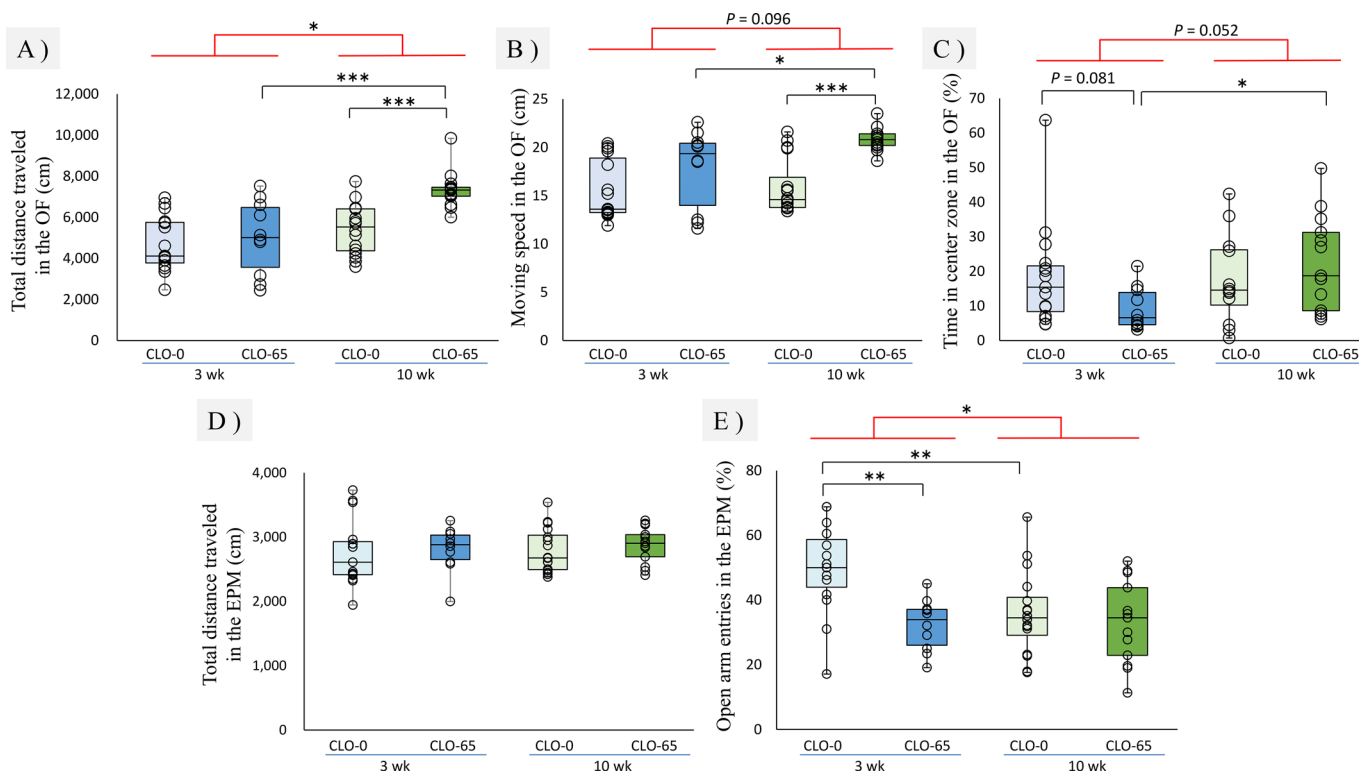 A )
*
***
***
Total distance traveled
in the OF (cm)
12,000
10,000
8,000
6,000
4,000
2,000
0
CLO-0
CLO-65
CLO-0
CLO-65
3 wk
10 wk
B )
P = 0.096
*
***
Moving speed in the OF (cm)
25
20
15
10
5
0
CLO-0
CLO-65
CLO-0
CLO-65
3 wk
10 wk
C )
P = 0.052
P = 0.081
*
Time in center zone in the OF (%)
70
60
50
40
30
20
10
0
CLO-0
CLO-65
CLO-0
CLO-65
3 wk
10 wk
D )
Total distance traveled
in the EPM (cm)
4,000
3,000
2,000
1,000
0
CLO-0
CLO-65
CLO-0
CLO-65
3 wk
10 wk
E )
*
**
**
Open arm entries in the EPM (%)
80
60
40
20
0
CLO-0
CLO-65
CLO-0
CLO-65
3 wk
10 wk